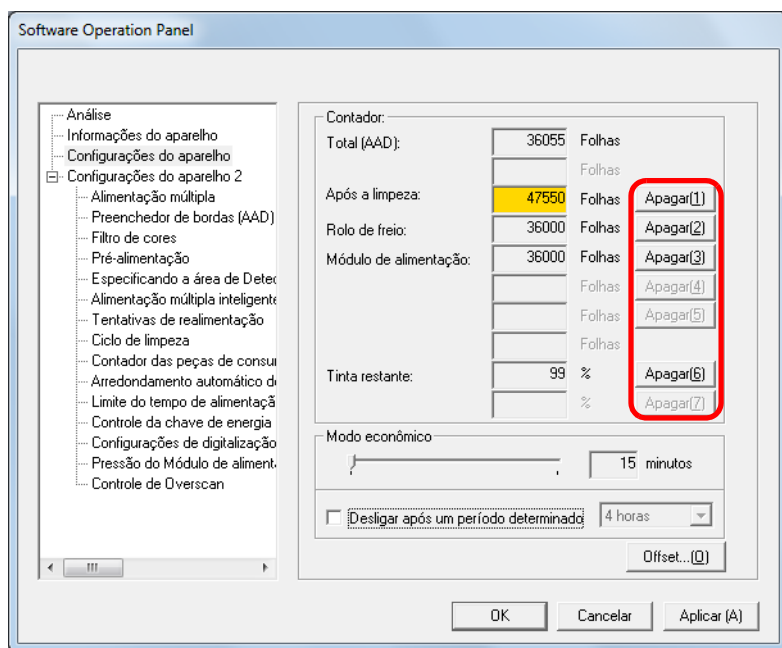 Software Operation Panel
Análise
Informações do aparelho
Configurações do aparelho
Configurações do aparelho 2
Alimentação múltipla
Preenchedor de bordas (AAD)
Filtro de cores
Pré-alimentação
Especificando a área de Detec
Alimentação múltipla inteligente
Tentativas de realimentação
Ciclo de limpeza
Contador das peças de consu
Arredondamento automático d
Limite do tempo de alimentaçã
Controle da chave de energia
Configurações de digitalização
Pressão do Módulo de aliment
Controle de Overscan
Contador:
Total (AAD): 36055 Folhas
Folhas
Após a limpeza: 47550 Folhas Apagar(1)
Rolo de freio: 36000 Folhas Apagar(2)
Módulo de alimentação: 36000 Folhas Apagar(3)
Folhas Apagar(4)
Folhas Apagar(5)
Folhas
Tinta restante: 99 % Apagar(6)
% Apagar(7)
Modo econômico
15 minutos
Desligar após um período determinado 4 horas
Offset...(O)
OK Cancelar Aplicar (A)